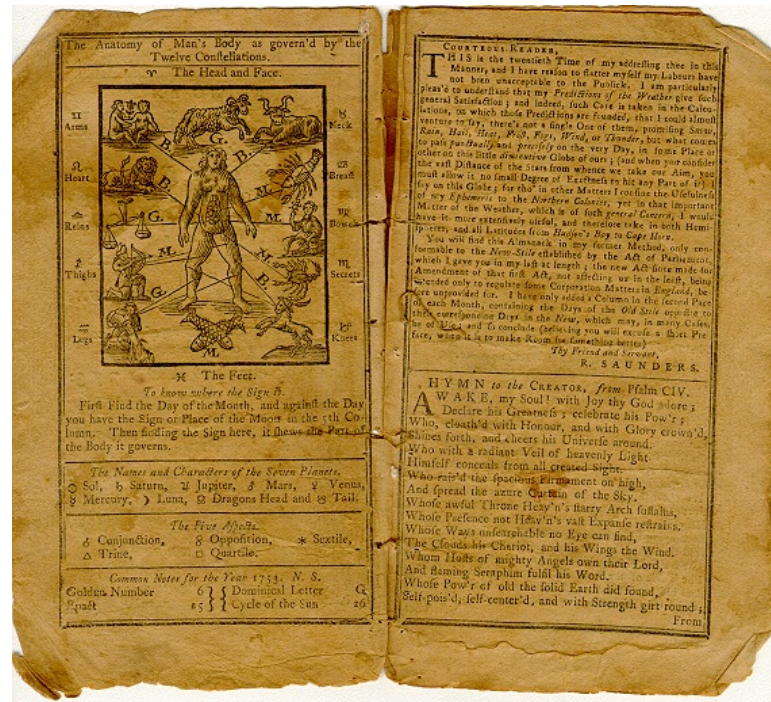 The Anatomy of Man's Body as govern'd by the
Twelve Constellations.
♈ The Head and Face.
♊
Arms
♉
Neck
♌
Heart
♋
Breast
♎
Reins
♍
Bowels
♐
Thighs
♏
Secrets
♒
Legs
♑
Knees
♓ The Feet.
To know where the Sign is.
First Find the Day of the Month, and against the Day
you have the Sign or Place of the Moon in the 5th Co-
lumn. Then finding the Sign here, it shews the Part of
the Body it governs.
The Names and Characters of the Seven Planets.
☉ Sol, ♄ Saturn, ♃ Jupiter, ♂ Mars, ♀ Venus,
☿ Mercury, ☽ Luna, ☊ Dragons Head and ☋ Tail.
The Five Aspects.
☌ Conjunction, ☍ Opposition, ⚹ Sextile,
△ Trine, □ Quartile.
Common Notes for the Year 1753. N. S.
Golden Number 6 } { Dominical Letter G
Epact 25 } { Cycle of the Sun 26
COURTEOUS READER,
THIS is the twentieth Time of my addressing thee in this
Manner, and I have reason to flatter myself my Labours have
not been unacceptable to the Publick. I am particularly
pleas'd to understand that my Predictions of the Weather give such
general Satisfaction; and indeed, such Care is taken in the Calcu-
lations, on which those Predictions are founded, that I could almost
venture to say, there's not a single One of them, promising Snow,
Rain, Hail, Heat, Frost, Fogs, Wind, or Thunder, but what comes
to pass punctually and precisely on the very Day, in some Place or
other on this little diminutive Globe of ours; (and when you consider
the vast Distance of the Stars from whence we take our Aim, you
must allow it no small Degree of Exactness to hit any Part of it) I
say on this Globe; for tho' in other Matters I confine the Usefulness
of my Ephemeris to the Northern Colonies, yet in that important
Matter of the Weather, which is of such general Concern, I would
have it more extensively useful, and therefore take in both Hemi-
spheres, and all Latitudes from Hudson's Bay to Cape Horn.
You will find this Almanack in my former Method, only con-
formable to the New-Stile established by the Act of Parliament,
which I gave you in my last at length; the new Act since made for
Amendment of that first Act, not affecting us in the least, being
intended only to regulate some Corporation Matters in England, be-
fore unprovided for. I have only added a Column in the second Page
of each Month, containing the Days of the Old Stile opposite to
their corresponding Days in the New, which may, in many Cases,
be of Use; and so conclude (believing you will excuse a short Pre-
face, when it is to make Room for something better)
Thy Friend and Servant,
R. SAUNDERS.
HYMN to the CREATOR, from Psalm CIV.
AWAKE, my Soul! with Joy thy God adore;
Declare his Greatness; celebrate his Pow'r;
Who, cloath'd with Honour, and with Glory crown'd,
Shines forth, and cheers his Universe around.
Who with a radiant Veil of heavenly Light
Himself conceals from all created Sight.
Who rais'd the spacious Firmament on high,
And spread the azure Curtain of the Sky.
Whose awful Throne Heav'n's starry Arch sustains,
Whose Presence not Heav'n's vast Expanse restrains.
Whose Ways unsearchable no Eye can find,
The Clouds his Chariot, and his Wings the Wind.
Whom Hosts of mighty Angels own their Lord,
And flaming Seraphim fulfil his Word.
Whose Pow'r of old the solid Earth did found,
Self-pois'd, self-center'd, and with Strength girt round;
From